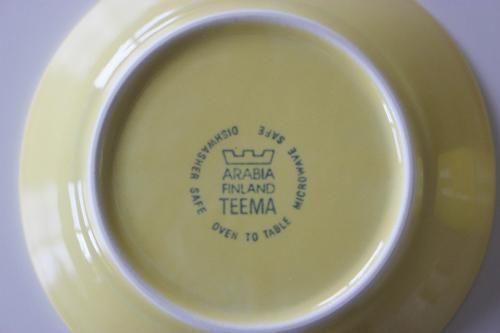 ARABIA
FINLAND
TEEMA
DISHWASHER SAFE
OVEN TO TABLE
MICROWAVE SAFE